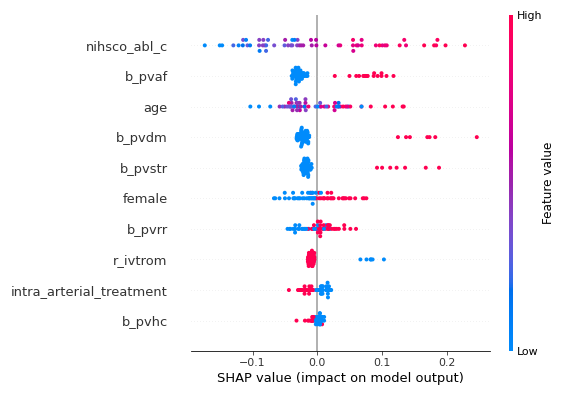 High
nihsco_abl_c
b_pvaf
age
b_pvdm
b_pvstr
female
b_pvrr
r_ivtrom
intra_arterial_treatment
b_pvhc
Feature value
Low
−0.1 0.0 0.1 0.2
SHAP value (impact on model output)